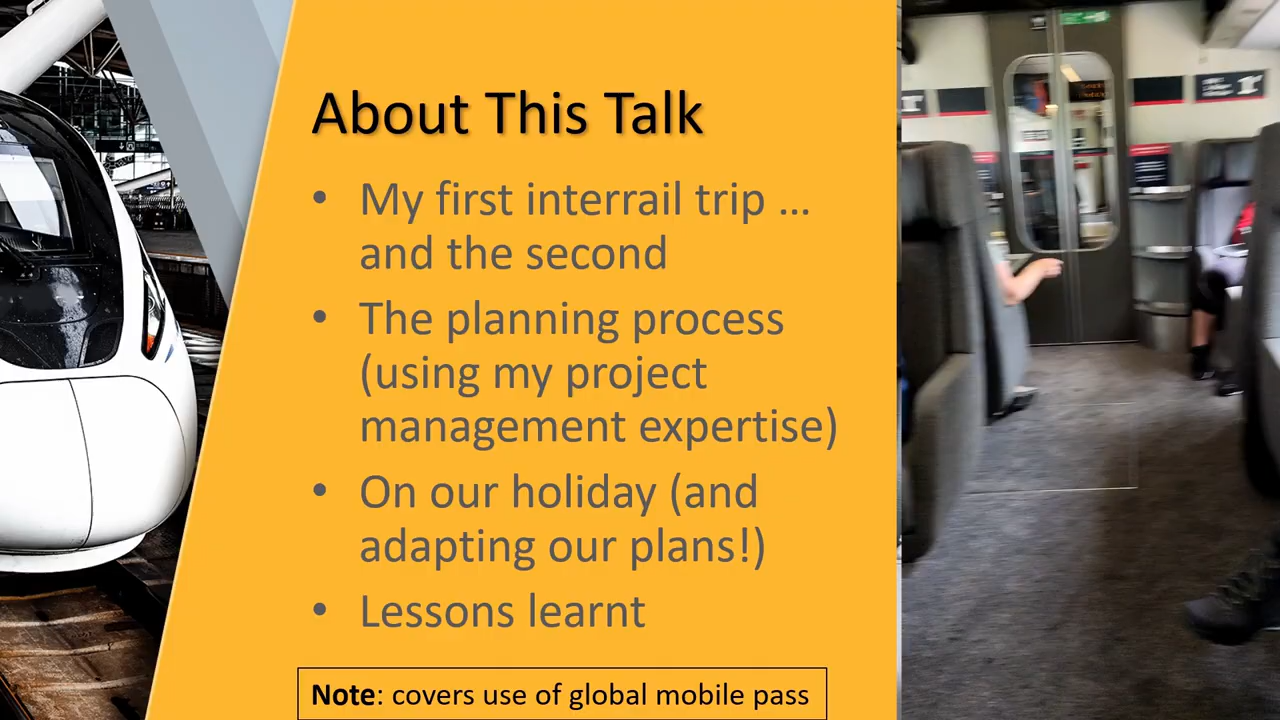 About This Talk
• My first interrail trip …
and the second
• The planning process
(using my project
management expertise)
• On our holiday (and
adapting our plans!)
• Lessons learnt
Note: covers use of global mobile pass